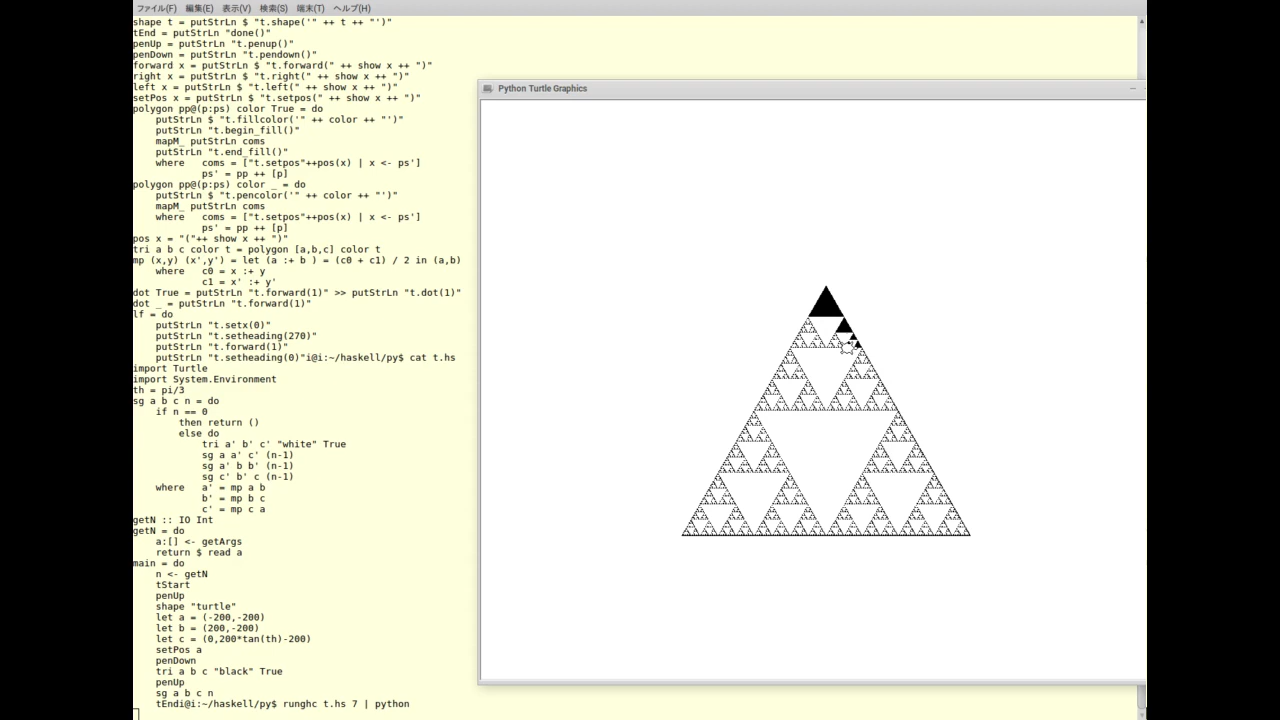 ファイル(F) 編集(E) 表示(V) 検索(S) 端末(T) ヘルプ(H)
shape t = putStrLn $ "t.shape('" ++ t ++ "')"
tEnd = putStrLn "done()"
penUp = putStrLn "t.penup()"
penDown = putStrLn "t.pendown()"
forward x = putStrLn $ "t.forward(" ++ show x ++ ")"
right x = putStrLn $ "t.right(" ++ show x ++ ")"
left x = putStrLn $ "t.left(" ++ show x ++ ")"
setPos x = putStrLn $ "t.setpos(" ++ show x ++ ")"
polygon pp@(p:ps) color True = do
    putStrLn $ "t.fillcolor('" ++ color ++ "')"
    putStrLn "t.begin_fill()"
    mapM_ putStrLn coms
    putStrLn "t.end_fill()"
    where   coms = ["t.setpos"++pos(x) | x <- ps']
            ps' = pp ++ [p]
polygon pp@(p:ps) color _ = do
    putStrLn $ "t.pencolor('" ++ color ++ "')"
    mapM_ putStrLn coms
    where   coms = ["t.setpos"++pos(x) | x <- ps']
            ps' = pp ++ [p]
pos x = "("++ show x ++ ")"
tri a b c color t = polygon [a,b,c] color t
mp (x,y) (x',y') = let (a :+ b ) = (c0 + c1) / 2 in (a,b)
    where   c0 = x :+ y
            c1 = x' :+ y'
dot True = putStrLn "t.forward(1)" >> putStrLn "t.dot(1)"
dot _ = putStrLn "t.forward(1)"
lf = do
    putStrLn "t.setx(0)"
    putStrLn "t.setheading(270)"
    putStrLn "t.forward(1)"
    putStrLn "t.setheading(0)"i@i:~/haskell/py$ cat t.hs
import Turtle
import System.Environment
th = pi/3
sg a b c n = do
    if n == 0
        then return ()
        else do
            tri a' b' c' "white" True
            sg a a' c' (n-1)
            sg a' b b' (n-1)
            sg c' b' c (n-1)
    where   a' = mp a b
            b' = mp b c
            c' = mp c a
getN :: IO Int
getN = do
    a:[] <- getArgs
    return $ read a
main = do
    n <- getN
    tStart
    penUp
    shape "turtle"
    let a = (-200,-200)
    let b = (200,-200)
    let c = (0,200*tan(th)-200)
    setPos a
    penDown
    tri a b c "black" True
    penUp
    sg a b c n
    tEndi@i:~/haskell/py$ runghc t.hs 7 | python
Python Turtle Graphics